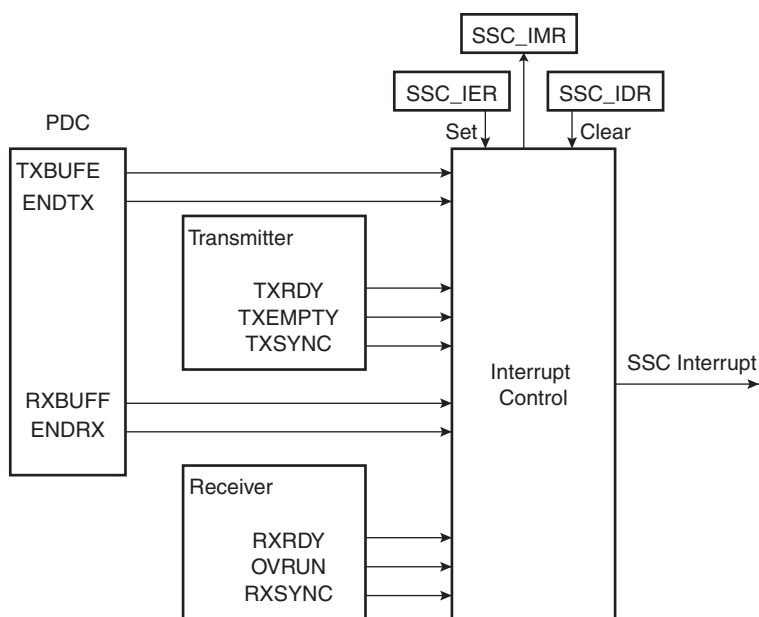 SSC_IMR
SSC_IER
SSC_IDR
PDC
Set
Clear
TXBUFE
ENDTX
Transmitter
TXRDY
TXEMPTY
TXSYNC
SSC Interrupt
Interrupt
Control
RXBUFF
ENDRX
Receiver
RXRDY
OVRUN
RXSYNC